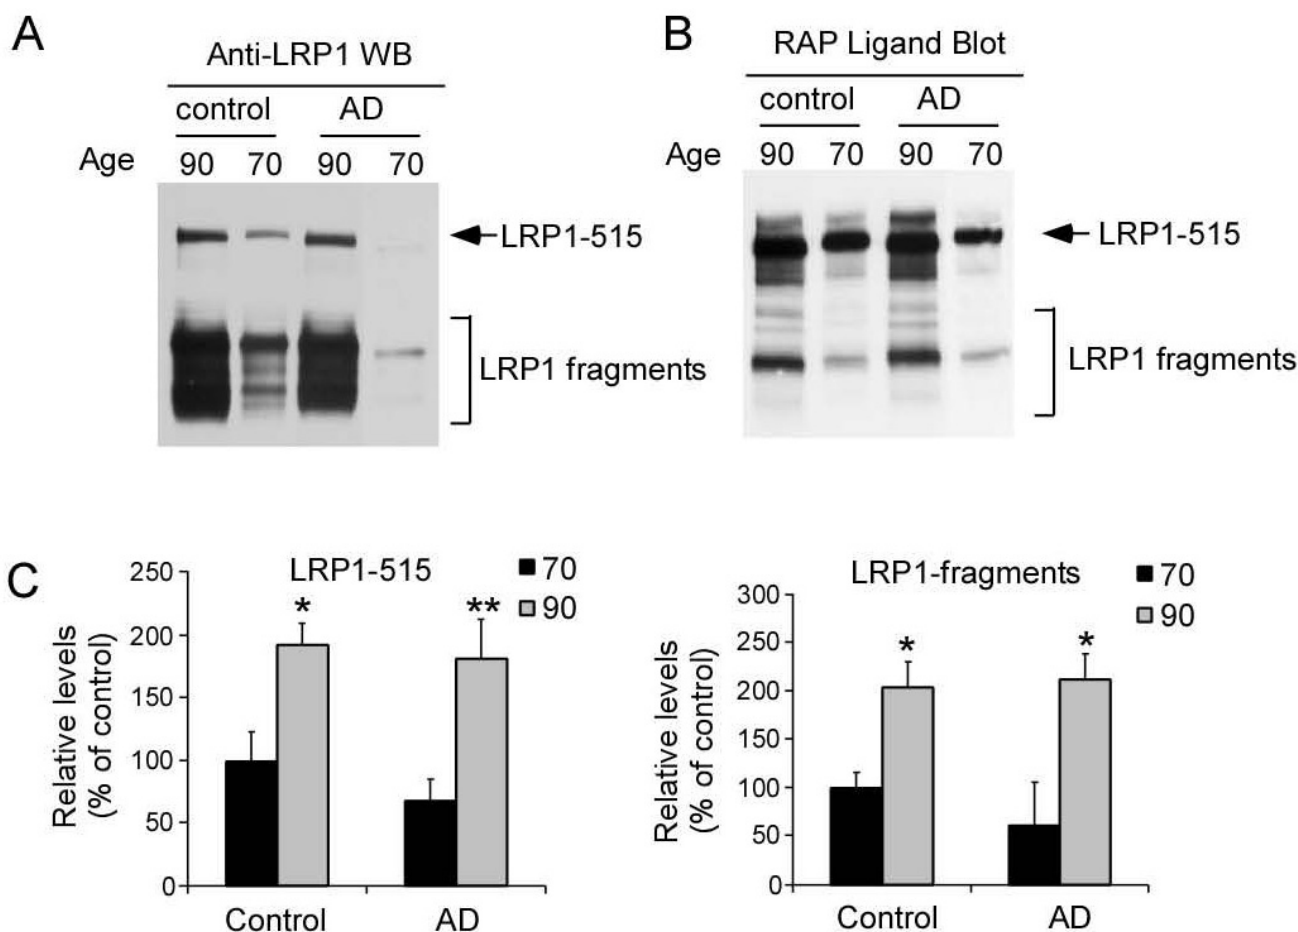 A
Anti-LRP1 WB
control AD
Age 90 70 90 70
LRP1-515
LRP1 fragments
B
RAP Ligand Blot
control AD
Age 90 70 90 70
LRP1-515
LRP1 fragments
C
LRP1-515
70
90
Relative levels
(% of control)
250
200
150
100
50
0
* **
Control AD
LRP1-fragments
70
90
Relative levels
(% of control)
300
250
200
150
100
50
0
* *
Control AD